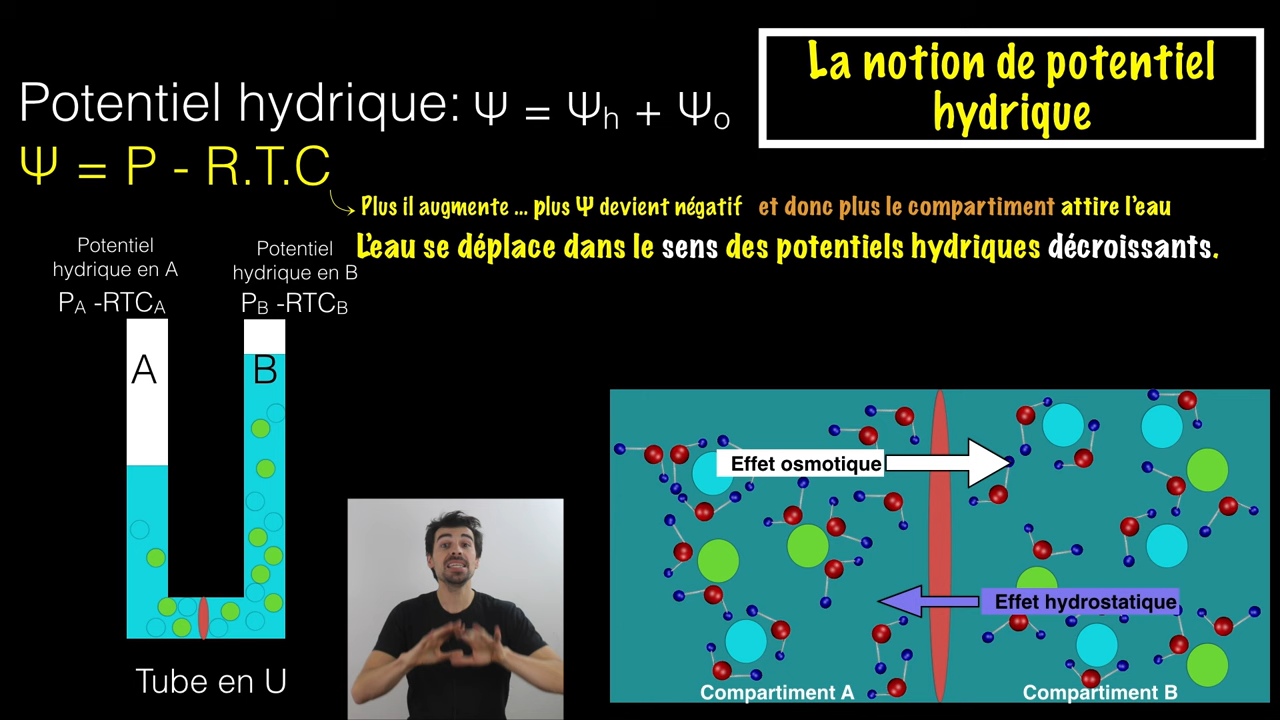 La notion de potentiel
hydrique
Potentiel hydrique: Ψ = Ψh + Ψo
Ψ = P - R.T.C
Plus il augmente ... plus Ψ devient négatif et donc plus le compartiment attire l'eau
L'eau se déplace dans le sens des potentiels hydriques décroissants.
Potentiel
hydrique en A
PA -RTCA
Potentiel
hydrique en B
PB -RTCB
A
B
Tube en U
Effet osmotique
Effet hydrostatique
Compartiment A
Compartiment B